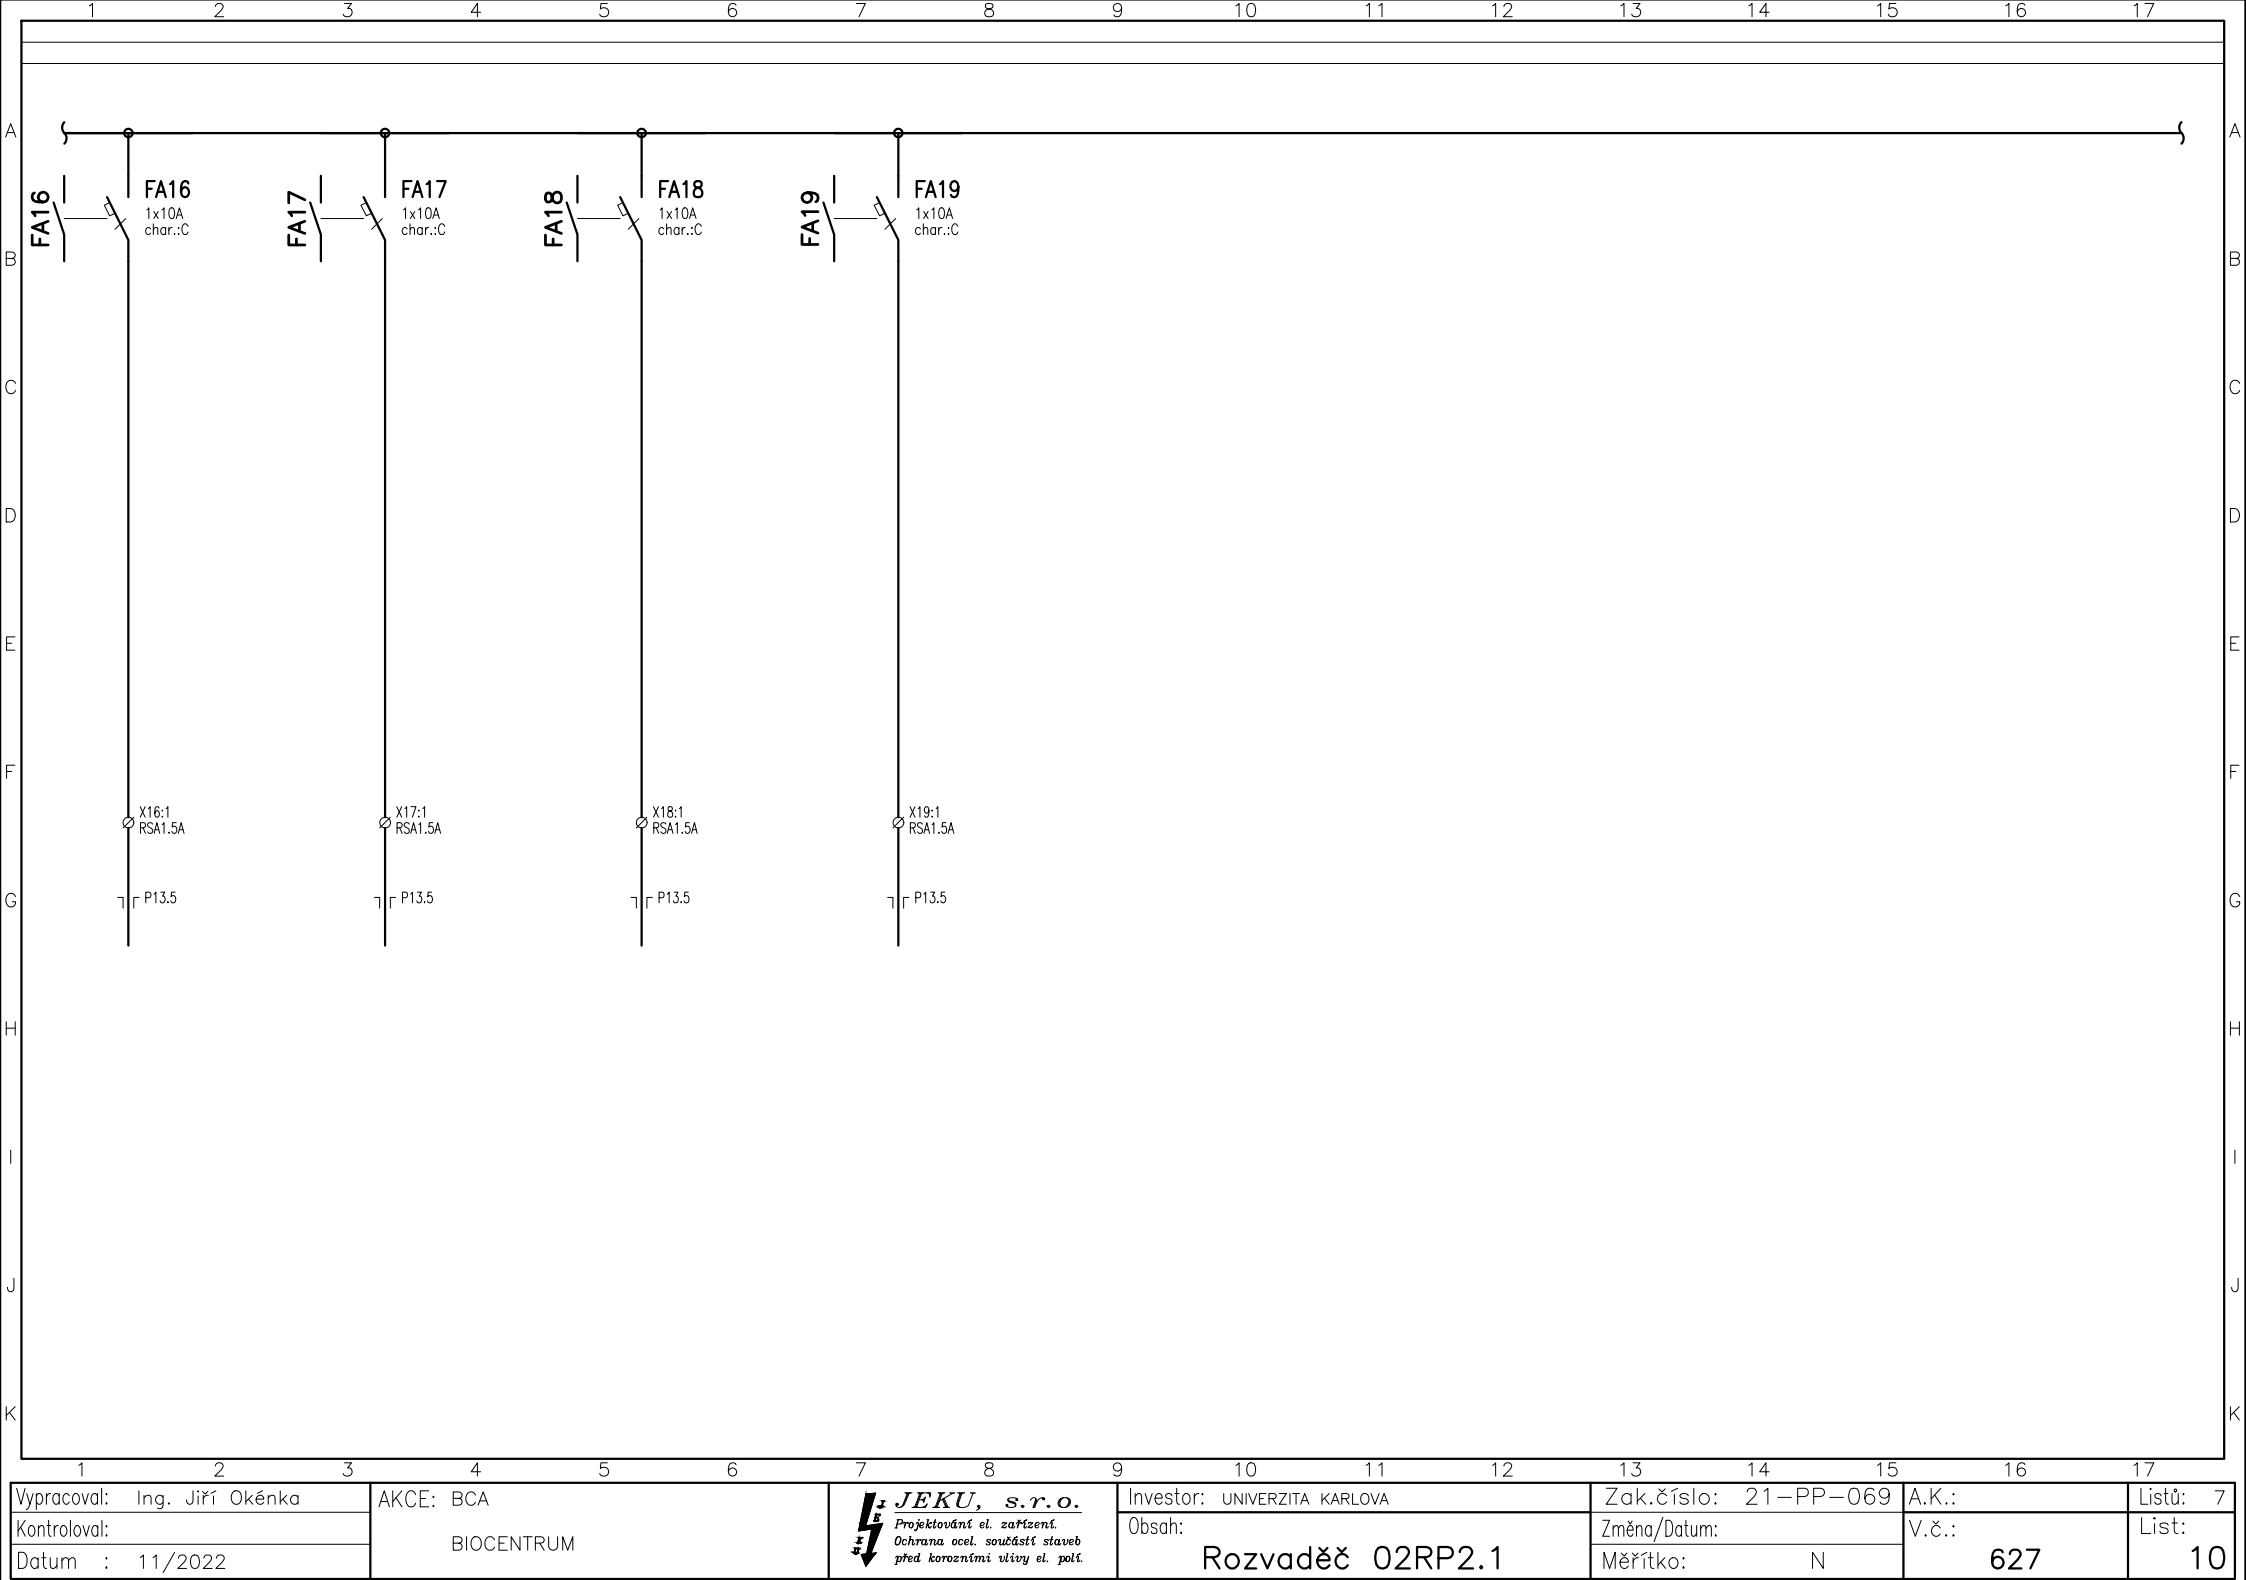 1 2 3 4 5 6 7 8 9 10 11 12 13 14 15 16 17
A A
FA16 FA16 FA17 FA17 FA18 FA18 FA19 FA19
1x10A 1x10A 1x10A 1x10A
char.:C char.:C char.:C char.:C
B B
C C
D D
E E
F F
X16:1 X17:1 X18:1 X19:1
RSA1.5A RSA1.5A RSA1.5A RSA1.5A
G P13.5 P13.5 P13.5 P13.5 G
H H
I I
J J
K K
1 2 3 4 5 6 7 8 9 10 11 12 13 14 15 16 17
Vypracoval: Ing. Jiří Okénka
Kontroloval:
Datum : 11/2022
AKCE: BCA
BIOCENTRUM
JEKU, s.r.o.
Projektování el. zařízení.
Ochrana ocel. součástí staveb
před korozními vlivy el. polí.
Investor: UNIVERZITA KARLOVA
Obsah:
Rozvaděč 02RP2.1
Zak.číslo: 21-PP-069
Změna/Datum:
Měřítko: N
A.K.:
V.č.:
627
Listů: 7
List:
10